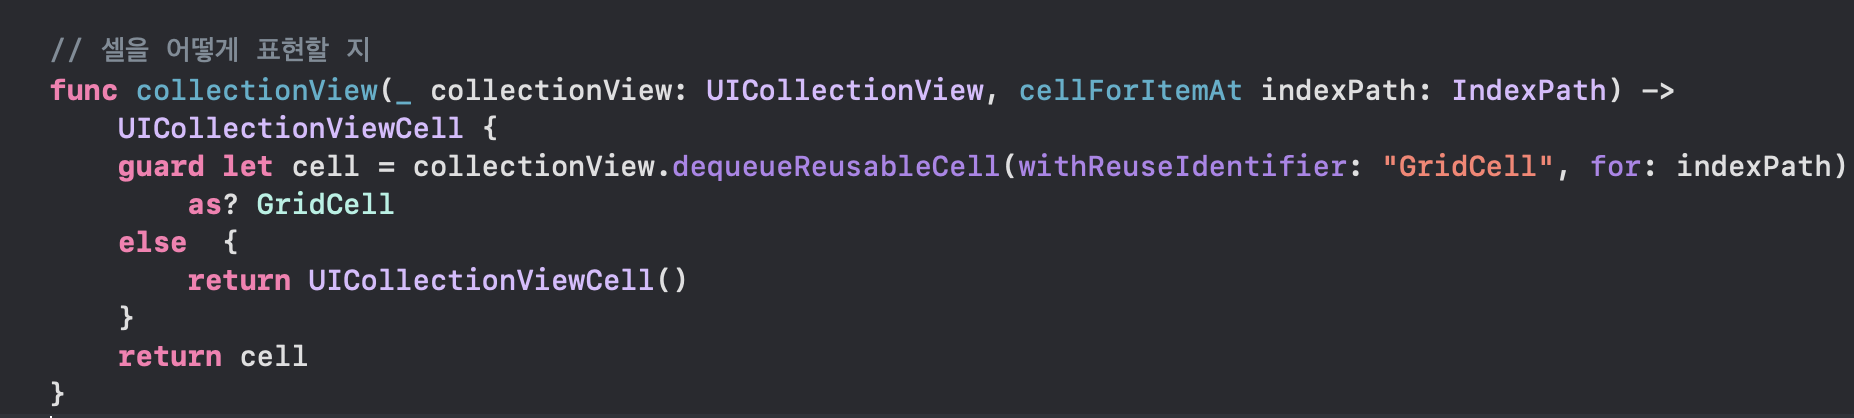 // 셀을 어떻게 표현할 지
func collectionView(_ collectionView: UICollectionView, cellForItemAt indexPath: IndexPath) ->
UICollectionViewCell {
guard let cell = collectionView.dequeueReusableCell(withReuseIdentifier: "GridCell", for: indexPath)
as? GridCell
else  {
return UICollectionViewCell()
}
return cell
}